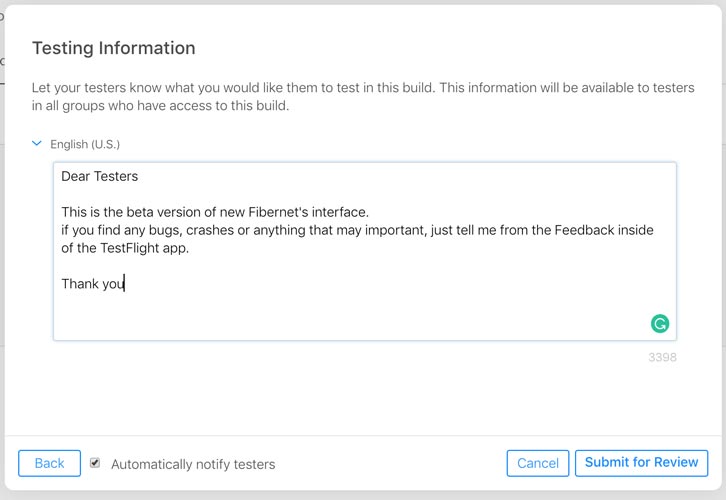 Testing Information
Let your testers know what you would like them to test in this build. This information will be available to testers
in all groups who have access to this build.
English (U.S.)
Dear Testers
This is the beta version of new Fibernet's interface.
if you find any bugs, crashes or anything that may important, just tell me from the Feedback inside
of the TestFlight app.
Thank you
3398
Back
Automatically notify testers
Cancel
Submit for Review